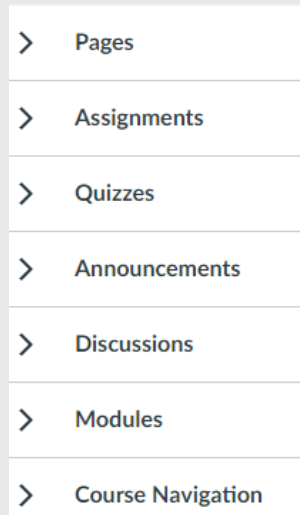 Pages
Assignments
Quizzes
Announcements
Discussions
Modules
Course Navigation